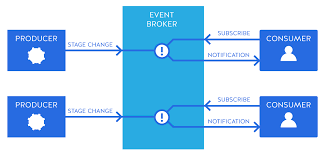 EVENT
BROKER
PRODUCER
STAGE CHANGE
SUBSCRIBE
NOTIFICATION
CONSUMER
PRODUCER
STAGE CHANGE
SUBSCRIBE
NOTIFICATION
CONSUMER